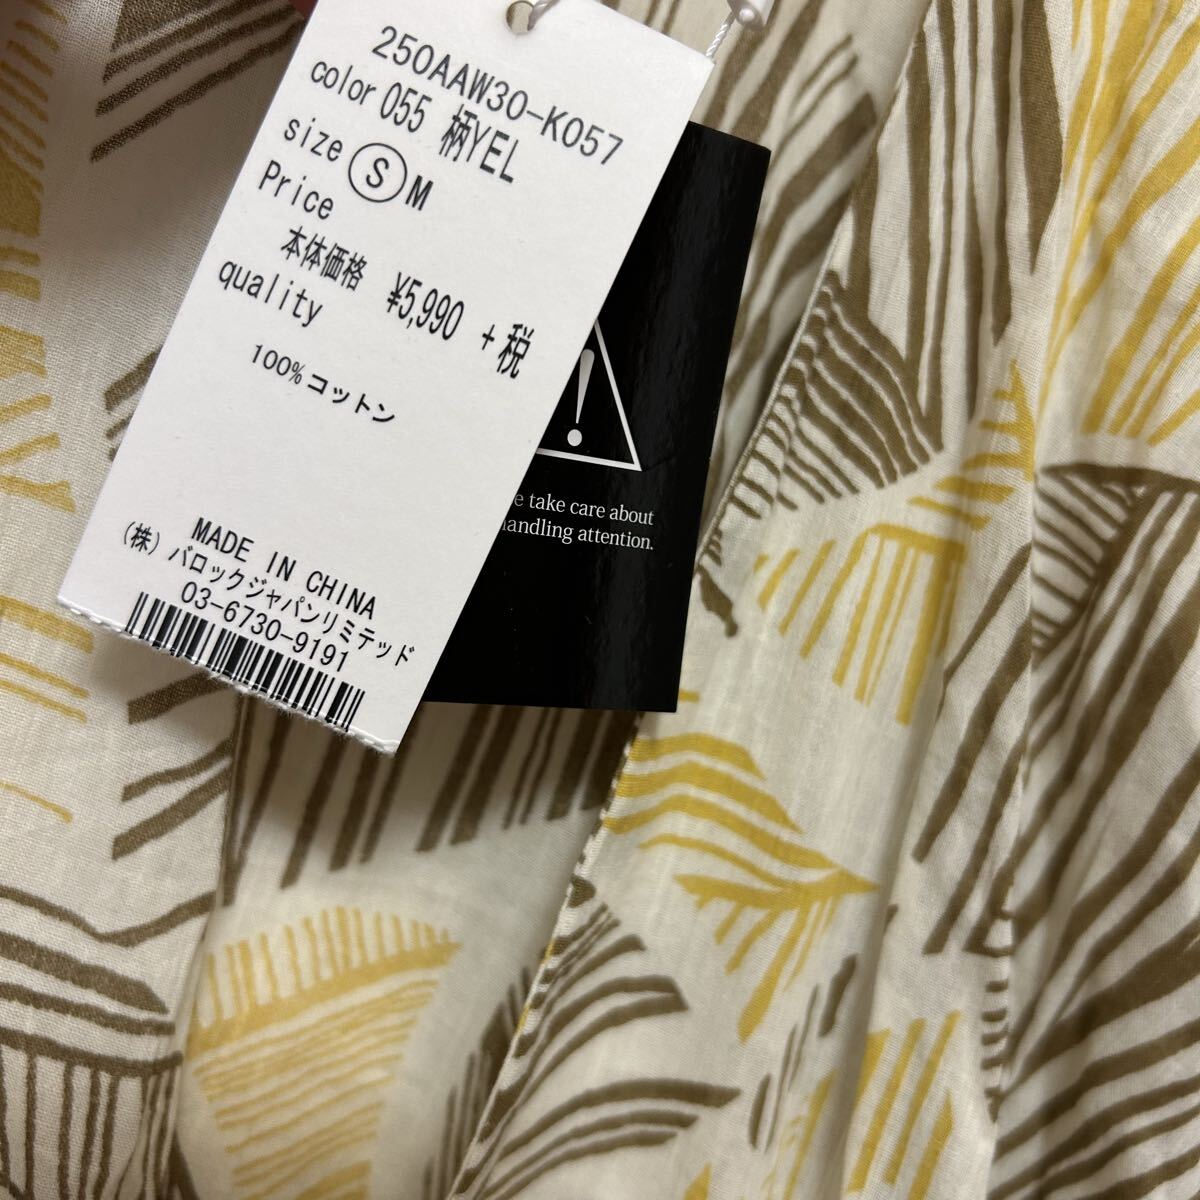 250AAW30-K057
color 055 柄YEL
size S M
Price
本体価格 ¥5,990 +税
quality
100%コットン
MADE IN CHINA
(株)バロックジャパンリミテッド
03-6730-9191
!
take care about
attention.